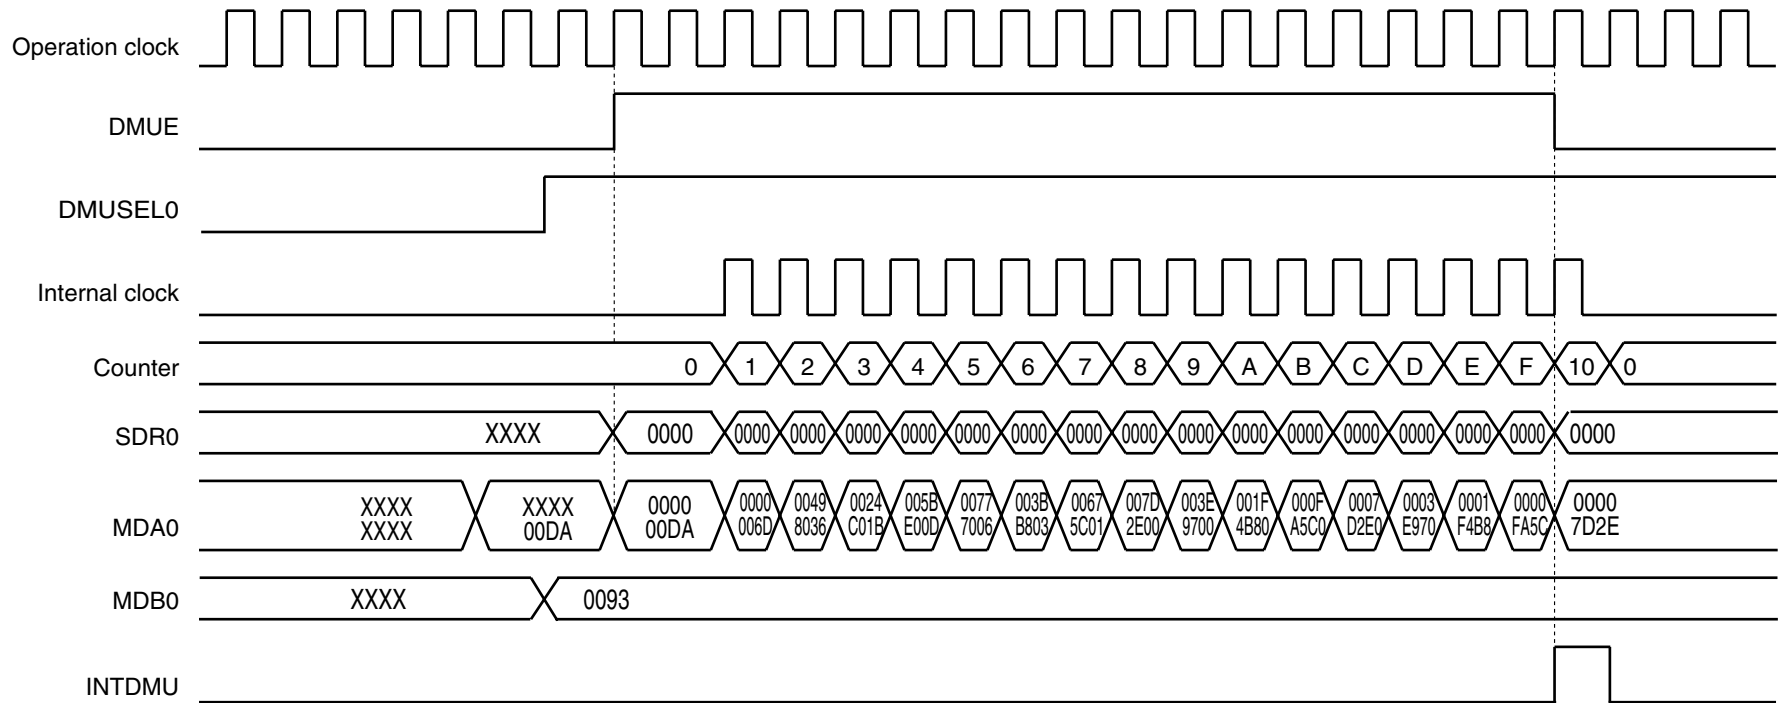 Operation clock
DMUE
DMUSEL0
Internal clock
Counter 0 1 2 3 4 5 6 7 8 9 A B C D E F 10 0
SDR0 XXXX 0000 0000 0000 0000 0000 0000 0000 0000 0000 0000 0000 0000 0000 0000 0000 0000 0000 0000
XXXX XXXX 0000 0000 0049 0024 005B 0077 003B 0067 007D 003E 001F 000F 0007 0003 0001 0000 0000
MDA0 XXXX 00DA 00DA 006D 8036 C01B E00D 7006 B803 5C01 2E00 9700 4B80 A5C0 D2E0 E970 F4B8 FA5C 7D2E
MDB0 XXXX 0093
INTDMU